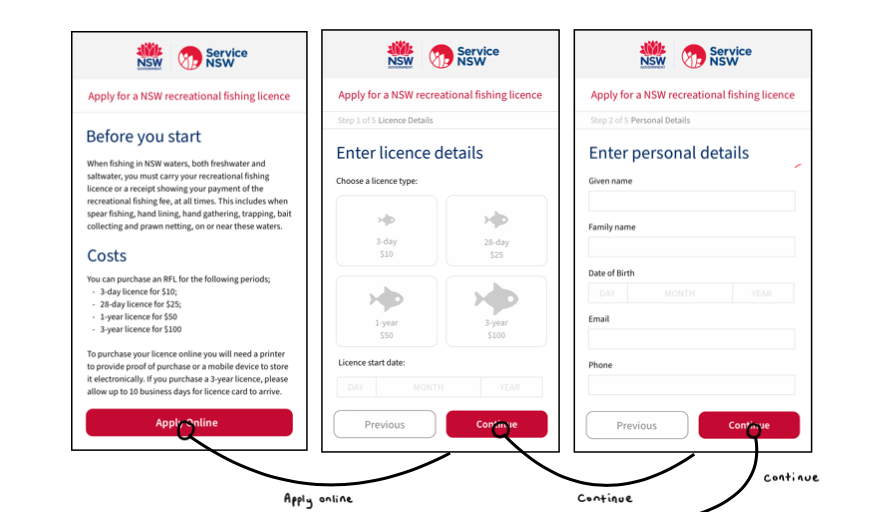 NSW
GOVERNMENT
Service
NSW
Apply for a NSW recreational fishing licence
Before you start
When fishing in NSW waters, both freshwater and
saltwater, you must carry your recreational fishing
licence or a receipt showing your payment of the
recreational fishing fee, at all times. This includes when
spear fishing, hand lining, hand gathering, trapping, bait
collecting and prawn netting, on or near these waters.
Costs
You can purchase an RFL for the following periods;
- 3-day licence for $10;
- 28-day licence for $25;
- 1-year licence for $50
- 3-year licence for $100
To purchase your licence online you will need a printer
to provide proof of purchase or a mobile device to store
it electronically. If you purchase a 3-year licence, please
allow up to 10 business days for licence card to arrive.
Apply Online
Apply online
NSW
GOVERNMENT
Service
NSW
Apply for a NSW recreational fishing licence
Step 1 of 5 Licence Details
Enter licence details
Choose a licence type:
3-day
$10
28-day
$25
1-year
$50
3-year
$100
Licence start date:
DAY MONTH YEAR
Previous Continue
Continue
NSW
GOVERNMENT
Service
NSW
Apply for a NSW recreational fishing licence
Step 2 of 5 Personal Details
Enter personal details
Given name
Family name
Date of Birth
DAY MONTH YEAR
Email
Phone
Previous Continue
Continue